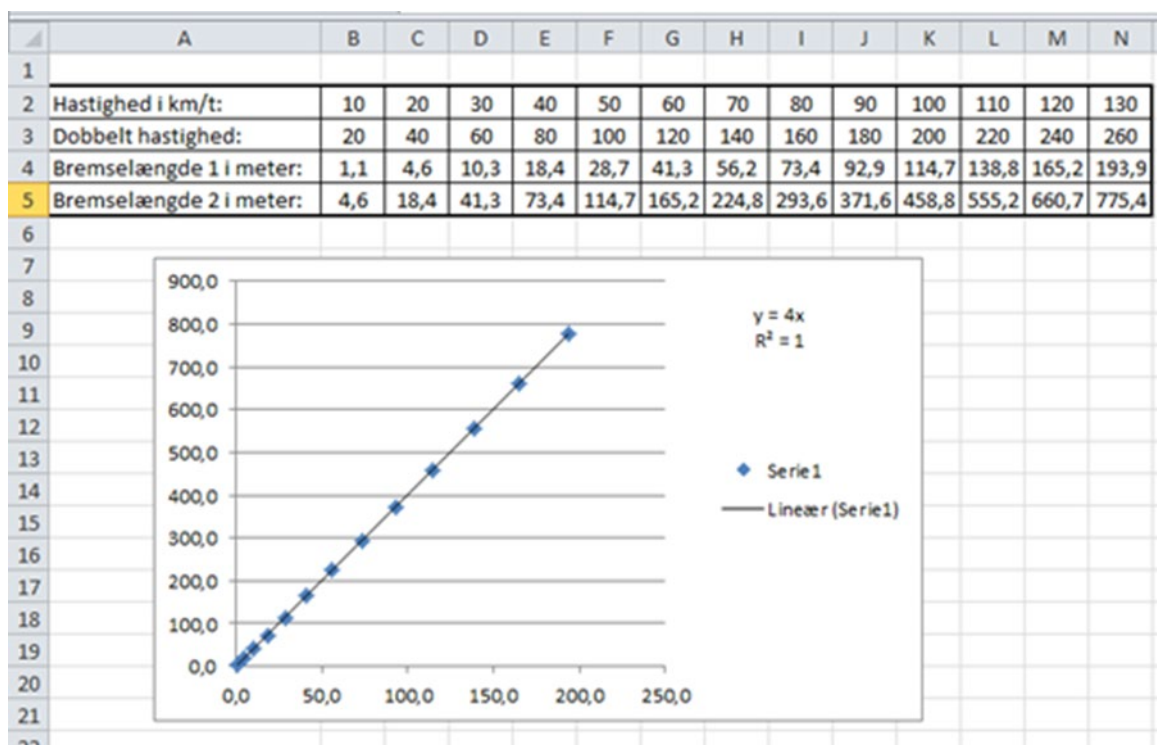 A B C D E F G H I J K L M N
1
2 Hastighed i km/t: 10 20 30 40 50 60 70 80 90 100 110 120 130
3 Dobbelt hastighed: 20 40 60 80 100 120 140 160 180 200 220 240 260
4 Bremselængde 1 i meter: 1,1 4,6 10,3 18,4 28,7 41,3 56,2 73,4 92,9 114,7 138,8 165,2 193,9
5 Bremselængde 2 i meter: 4,6 18,4 41,3 73,4 114,7 165,2 224,8 293,6 371,6 458,8 555,2 660,7 775,4
6
7
8
9
10
11
12
13
14
15
16
17
18
19
20
21
900,0
800,0
700,0
600,0
500,0
400,0
300,0
200,0
100,0
0,0
0,0 50,0 100,0 150,0 200,0 250,0
y = 4x
R² = 1
Serie1
Lineær (Serie1)